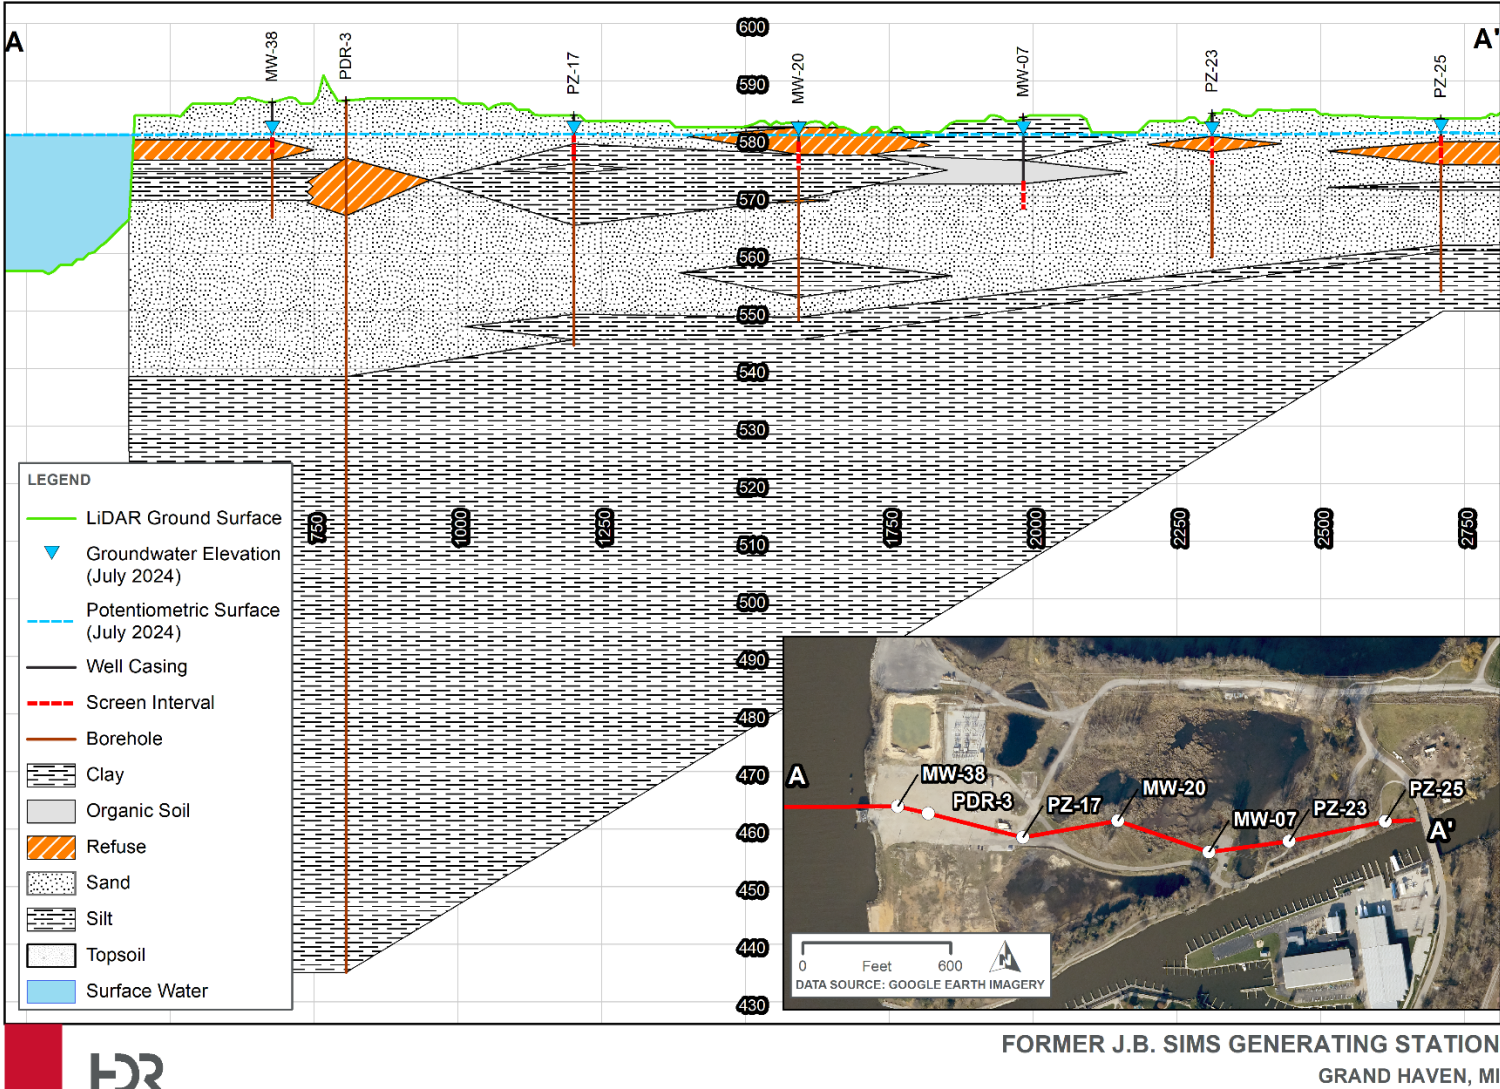 A
A'
MW-38
PDR-3
PZ-17
MW-20
MW-07
PZ-23
PZ-25
600
590
580
570
560
550
540
530
520
510
500
490
480
470
460
450
440
430
750
1000
1250
1750
2000
2250
2500
2750
LEGEND
LiDAR Ground Surface
Groundwater Elevation
(July 2024)
Potentiometric Surface
(July 2024)
Well Casing
Screen Interval
Borehole
Clay
Organic Soil
Refuse
Sand
Silt
Topsoil
Surface Water
A
MW-38
PDR-3
PZ-17
MW-20
MW-07
PZ-23
PZ-25
A'
0 Feet 600
DATA SOURCE: GOOGLE EARTH IMAGERY
N
HDR
FORMER J.B. SIMS GENERATING STATION
GRAND HAVEN, MI